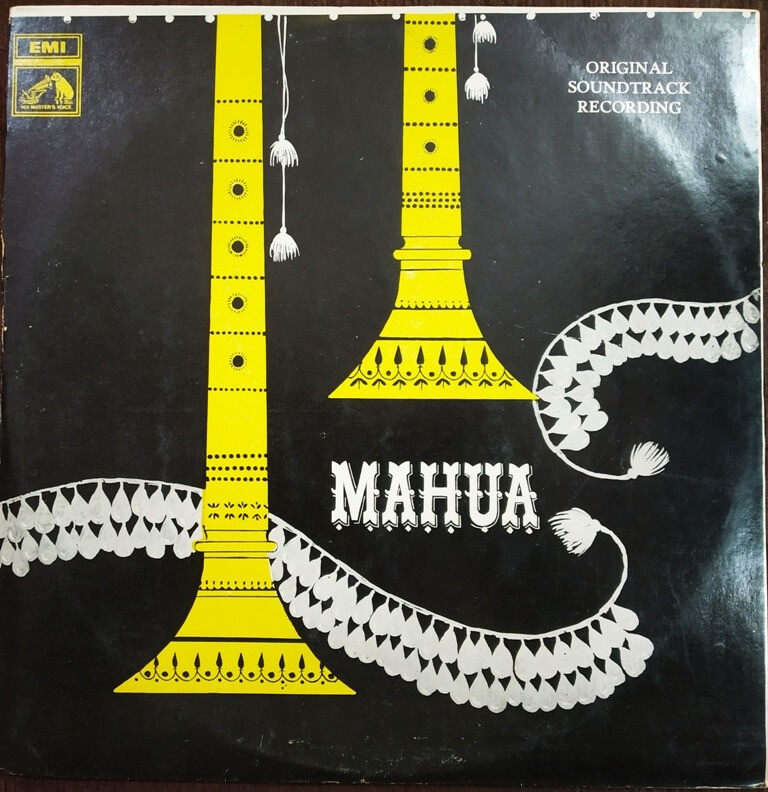 EMI
HIS MASTER'S VOICE
ORIGINAL
SOUNDTRACK
RECORDING
MAHUA